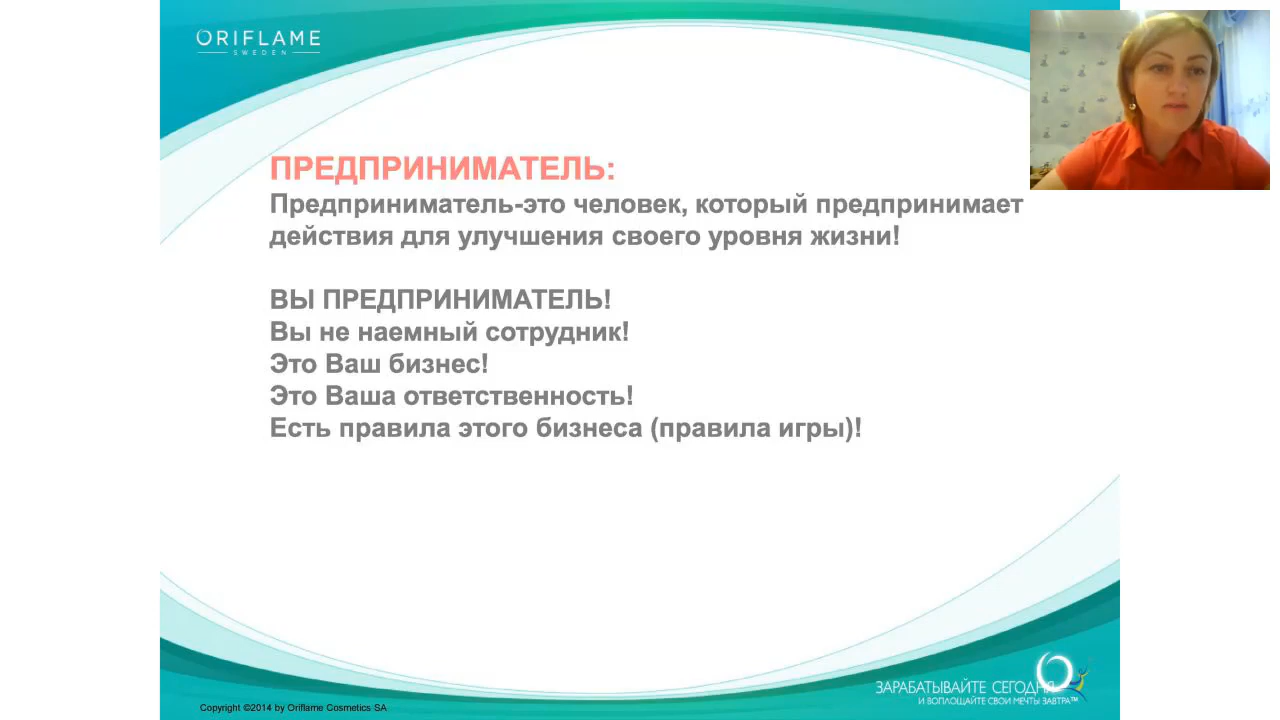 ORIFLAME
SWEDEN
ПРЕДПРИНИМАТЕЛЬ:
Предприниматель-это человек, который предпринимает
действия для улучшения своего уровня жизни!
ВЫ ПРЕДПРИНИМАТЕЛЬ!
Вы не наемный сотрудник!
Это Ваш бизнес!
Это Ваша ответственность!
Есть правила этого бизнеса (правила игры)!
ЗАРАБАТЫВАЙТЕ СЕГОДНЯ
И ВОПЛОЩАЙТЕ СВОИ МЕЧТЫ ЗАВТРА™
Copyright ©2014 by Oriflame Cosmetics SA